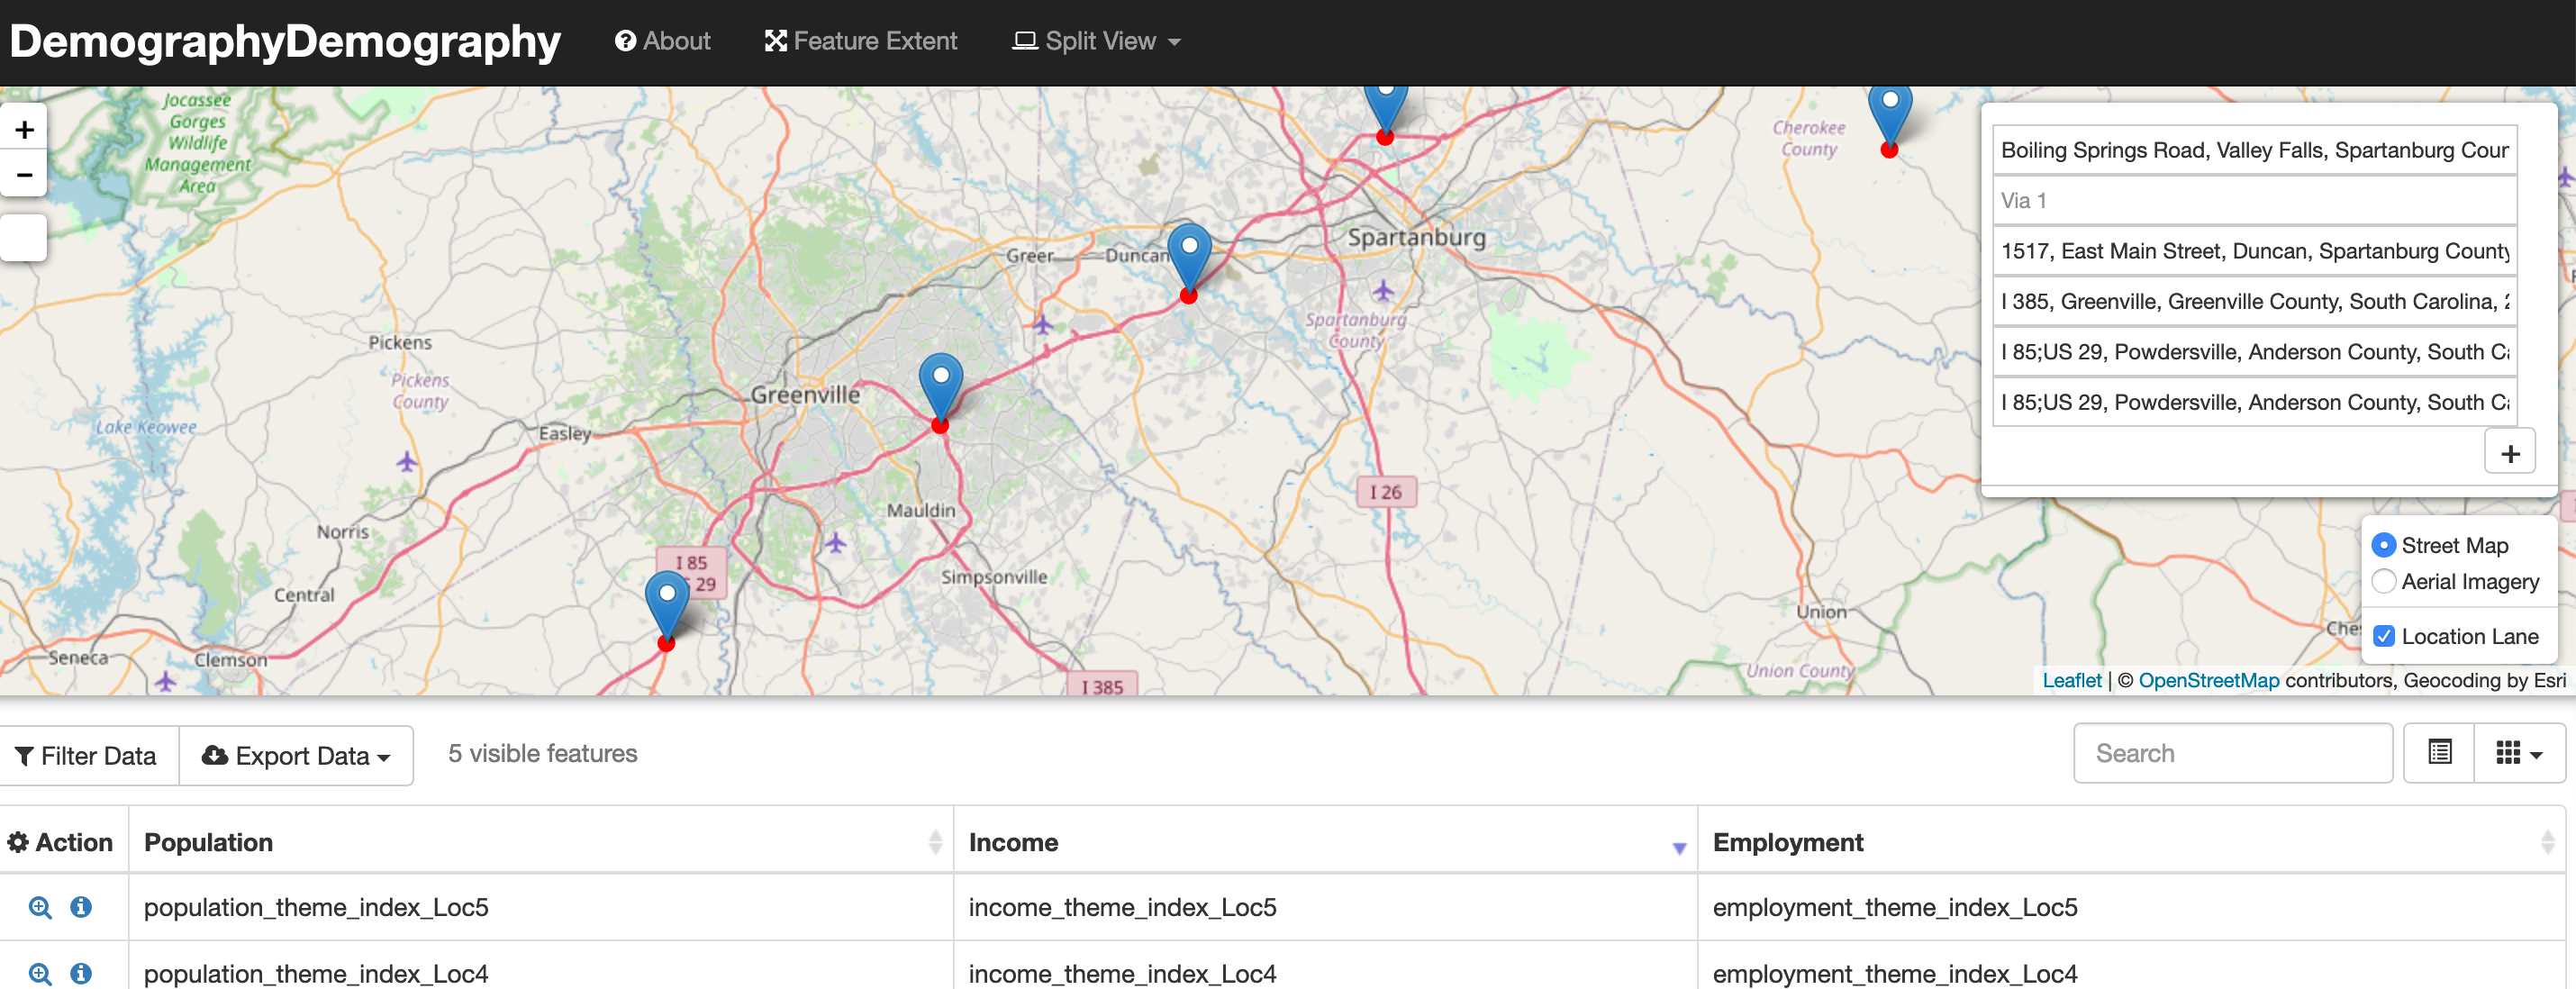 DemographyDemography About Feature Extent Split View
Jocassee
Gorges
Wildlife
Management
Area
+
−
Cherokee
County
Boiling Springs Road, Valley Falls, Spartanburg Cour
Via 1
1517, East Main Street, Duncan, Spartanburg County
I 385, Greenville, Greenville County, South Carolina, 2
I 85;US 29, Powdersville, Anderson County, South Ca
I 85;US 29, Powdersville, Anderson County, South Ca
+
Spartanburg
Greer
Duncan
Spartanburg
County
Pickens
Pickens
County
Greenville
Lake Keowee
Easley
I 26
Mauldin
Norris
I 85
29
Simpsonville
Central
Union
Ches
Seneca
Clemson
Union County
I 385
Street Map
Aerial Imagery
Location Lane
Leaflet | © OpenStreetMap contributors, Geocoding by Esri
Filter Data Export Data 5 visible features Search
Action Population Income Employment
population_theme_index_Loc5 income_theme_index_Loc5 employment_theme_index_Loc5
population_theme_index_Loc4 income_theme_index_Loc4 employment_theme_index_Loc4